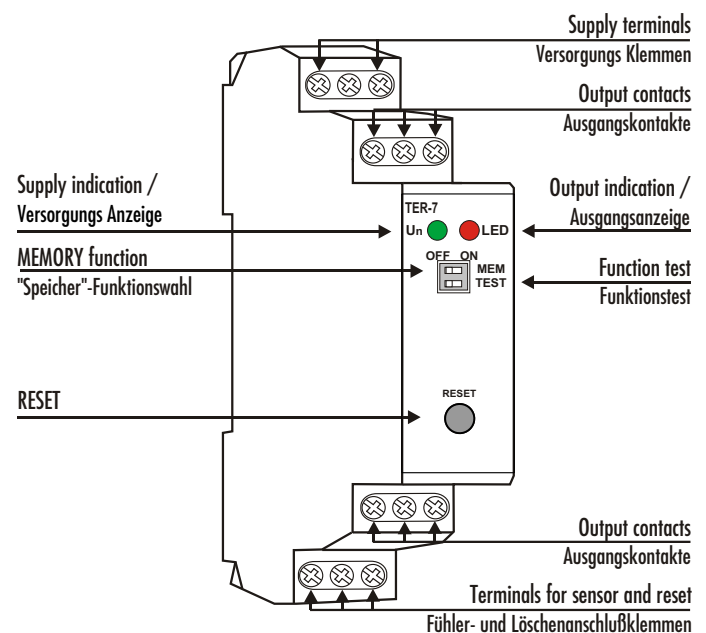 Supply terminals
Versorgungs Klemmen
Output contacts
Ausgangskontakte
Supply indication /
Versorgungs Anzeige
Output indication /
Ausgangsanzeige
TER-7
Un
LED
OFF ON
MEM
TEST
MEMORY function
"Speicher"-Funktionswahl
Function test
Funktionstest
RESET
RESET
Output contacts
Ausgangskontakte
Terminals for sensor and reset
Fühler- und Löschenanschlußklemmen